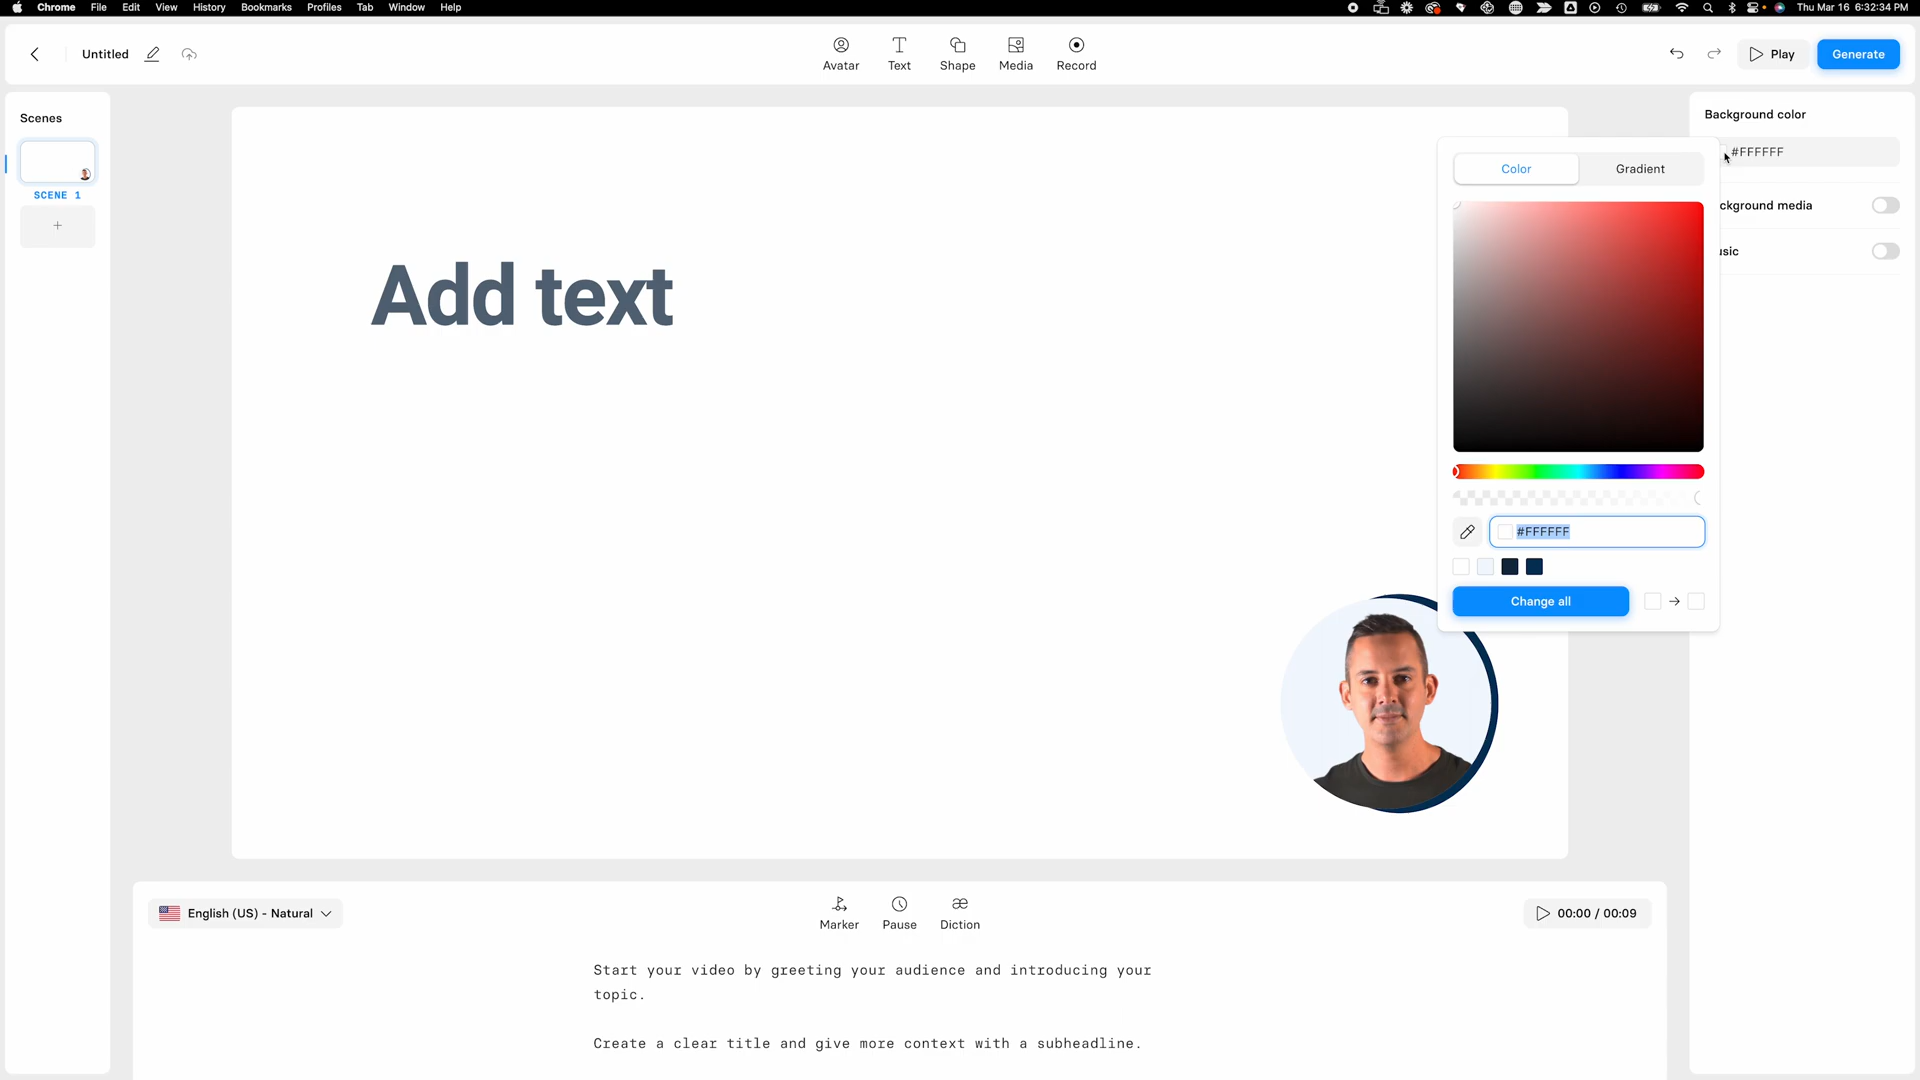 Chrome File Edit View History Bookmarks Profiles Tab Window Help Thu Mar 16 6:32:34 PM
Untitled
Avatar Text Shape Media Record
Play Generate
Scenes
SCENE 1
+
Add text
Background color
#FFFFFF
Color Gradient
#FFFFFF
Change all
English (US) - Natural
Marker Pause Diction
00:00 / 00:09
Start your video by greeting your audience and introducing your
topic.
Create a clear title and give more context with a subheadline.